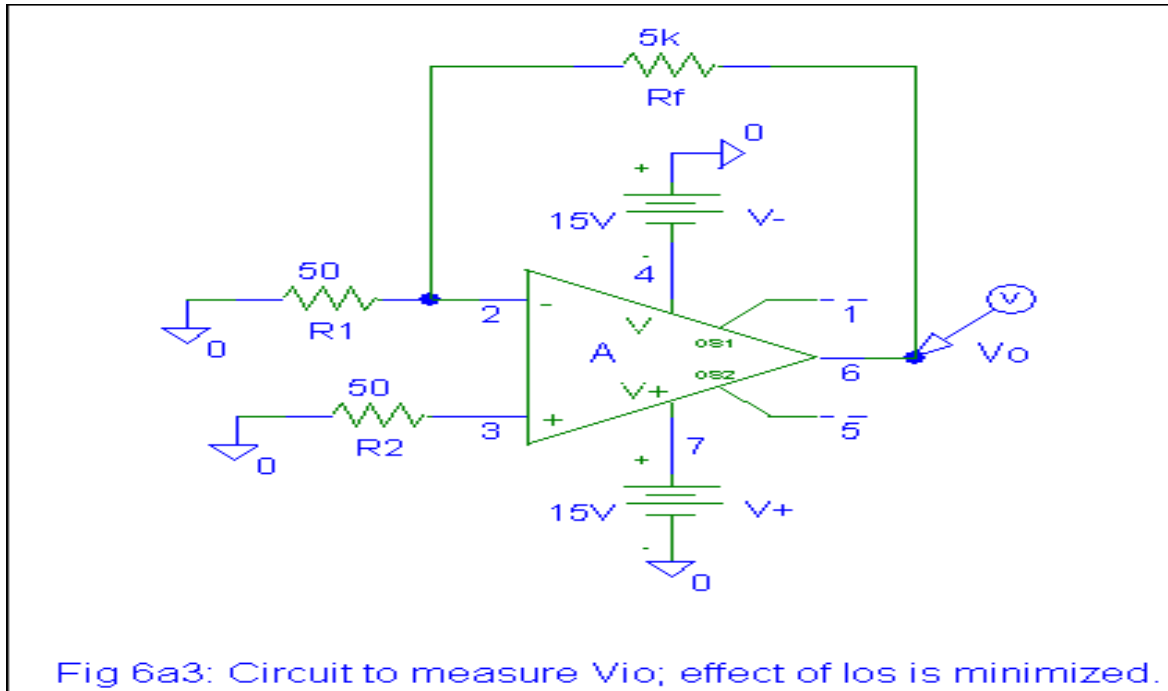 5k
Rf
0
+
15V V-
-
4
50
2
-
R1
0
V
OS1
1
A
OS2
V+
6
V
Vo
50
3
+
R2
0
5
7
+
15V V+
-
0
Fig 6a3: Circuit to measure Vio; effect of Ios is minimized.